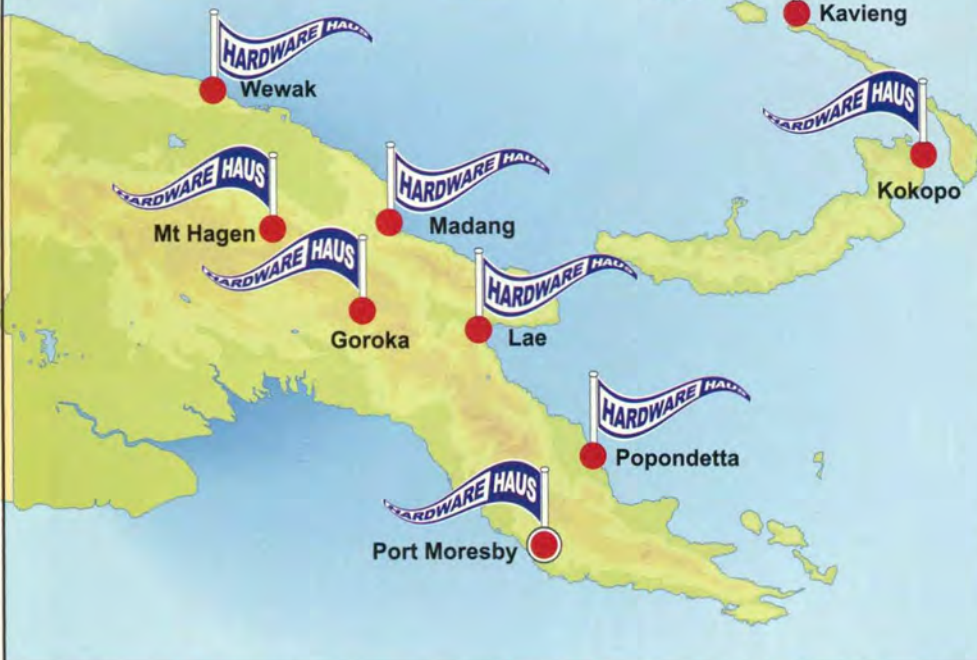 Kavieng
HARDWARE HAUS
Wewak
HARDWARE HAUS
Kokopo
HARDWARE HAUS
Mt Hagen
HARDWARE HAUS
Madang
HARDWARE HAUS
Goroka
HARDWARE HAUS
Lae
HARDWARE HAUS
Popondetta
HARDWARE HAUS
Port Moresby